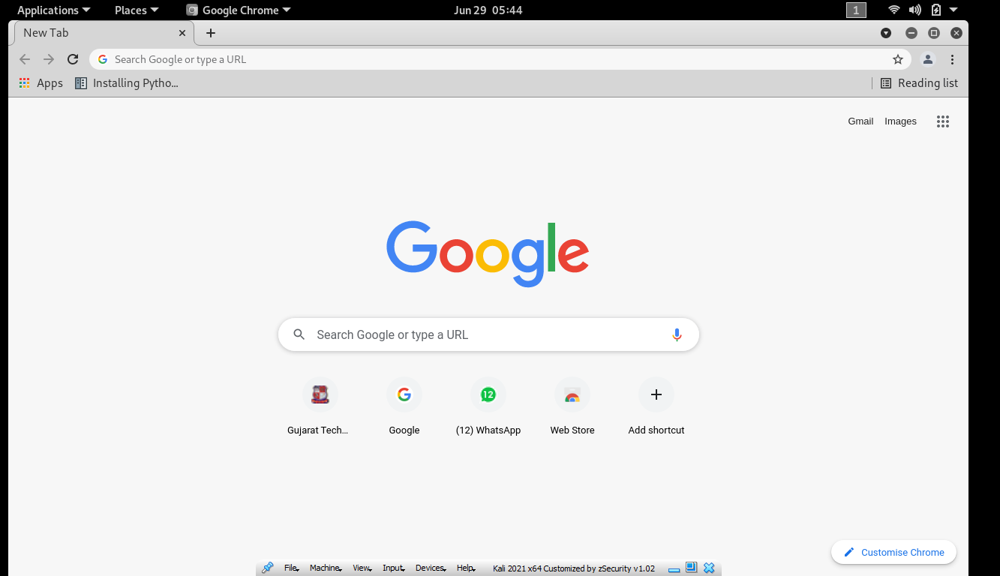 Applications Places Google Chrome Jun 29 05:44 1
New Tab
Search Google or type a URL
Apps Installing Pytho... Reading list
Gmail Images
Google
Search Google or type a URL
12
Gujarat Tech... Google (12) WhatsApp Web Store Add shortcut
Customise Chrome
File Machine View Input Devices Help Kali 2021 x64 Customized by zSecurity v1.02